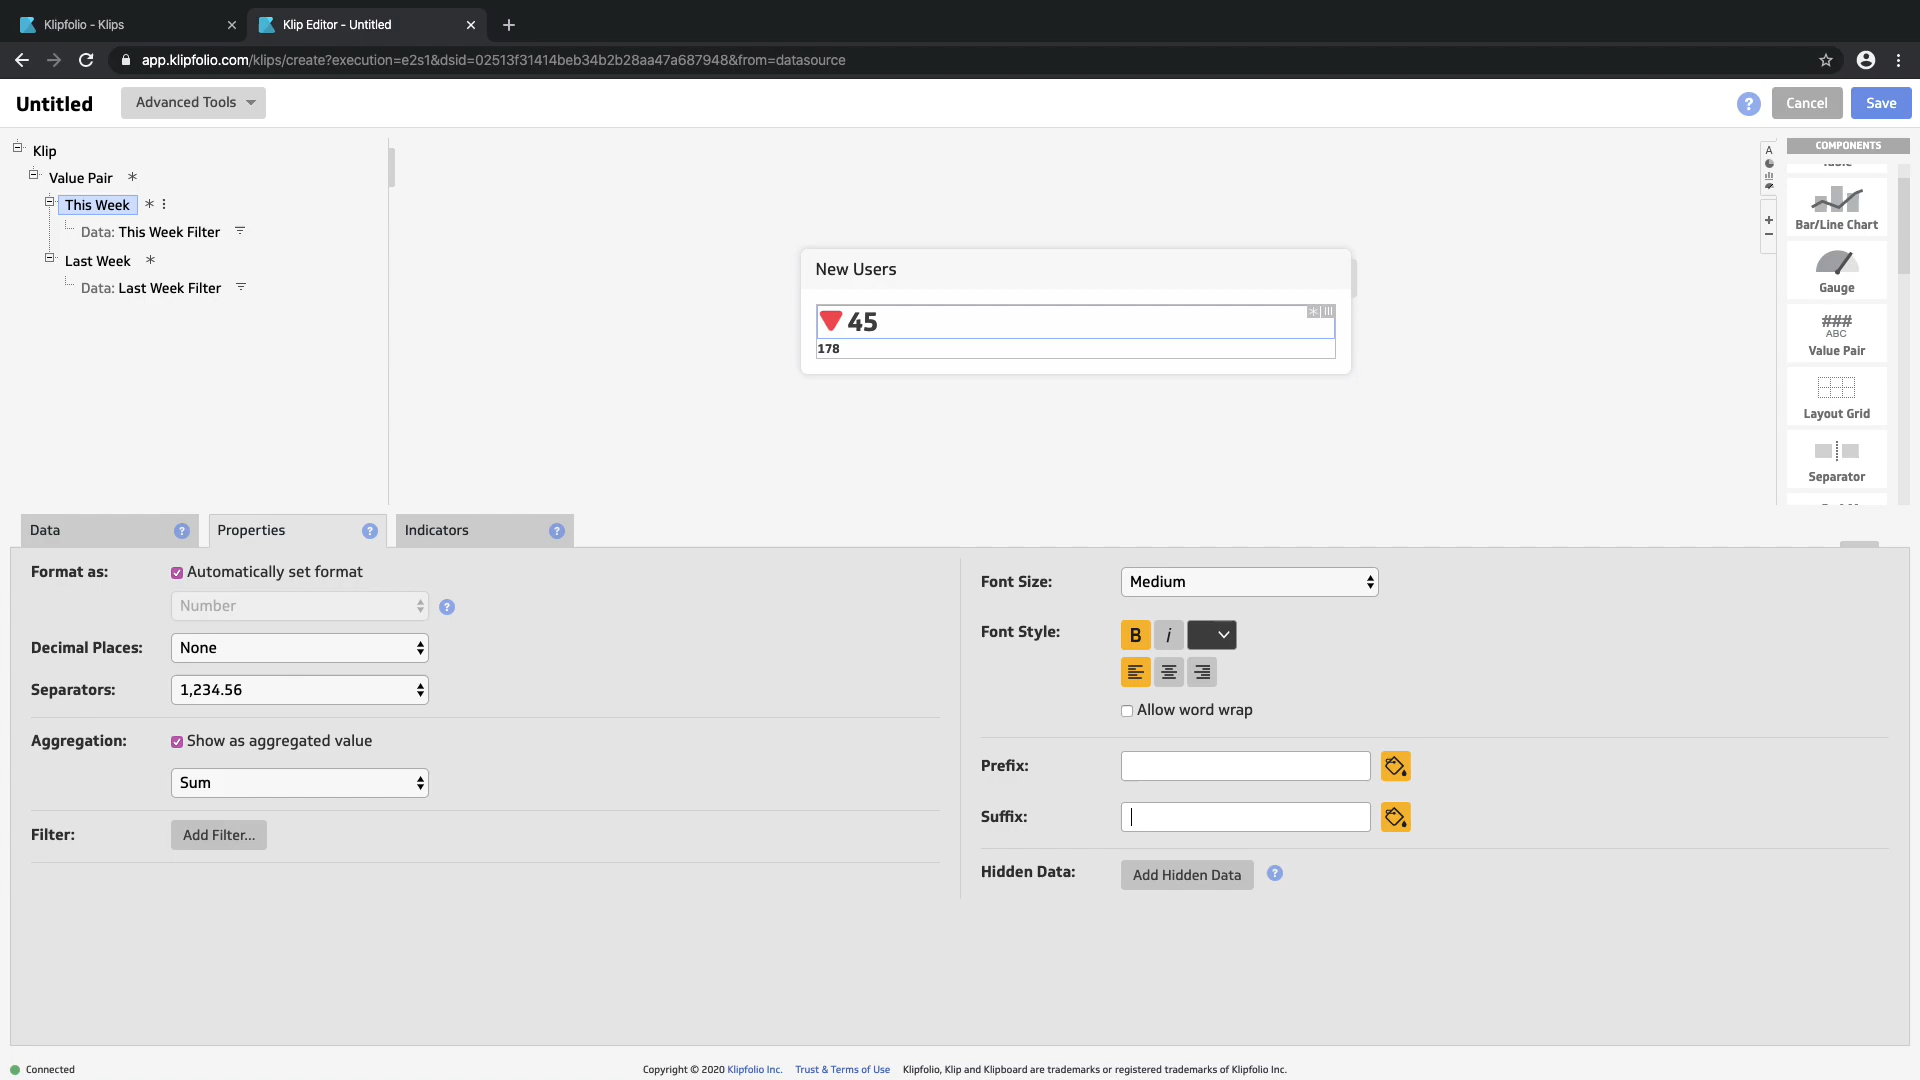 Klipfolio - Klips
Klip Editor - Untitled
app.klipfolio.com/klips/create?execution=e2s1&dsid=02513f31414beb34b2b28aa47a687948&from=datasource
Untitled
Advanced Tools
?
Cancel
Save
Klip
Value Pair
This Week
Data: This Week Filter
Last Week
Data: Last Week Filter
New Users
45
178
A
COMPONENTS
Table
Bar/Line Chart
Gauge
###
ABC
Value Pair
Layout Grid
Separator
Data ?
Properties ?
Indicators ?
Format as:
Automatically set format
Number ?
Decimal Places:
None
Separators:
1,234.56
Aggregation:
Show as aggregated value
Sum
Filter:
Add Filter...
Font Size:
Medium
Font Style:
B i
Allow word wrap
Prefix:
Suffix:
Hidden Data:
Add Hidden Data ?
Connected
Copyright © 2020 Klipfolio Inc. Trust & Terms of Use Klipfolio, Klip and Klipboard are trademarks or registered trademarks of Klipfolio Inc.